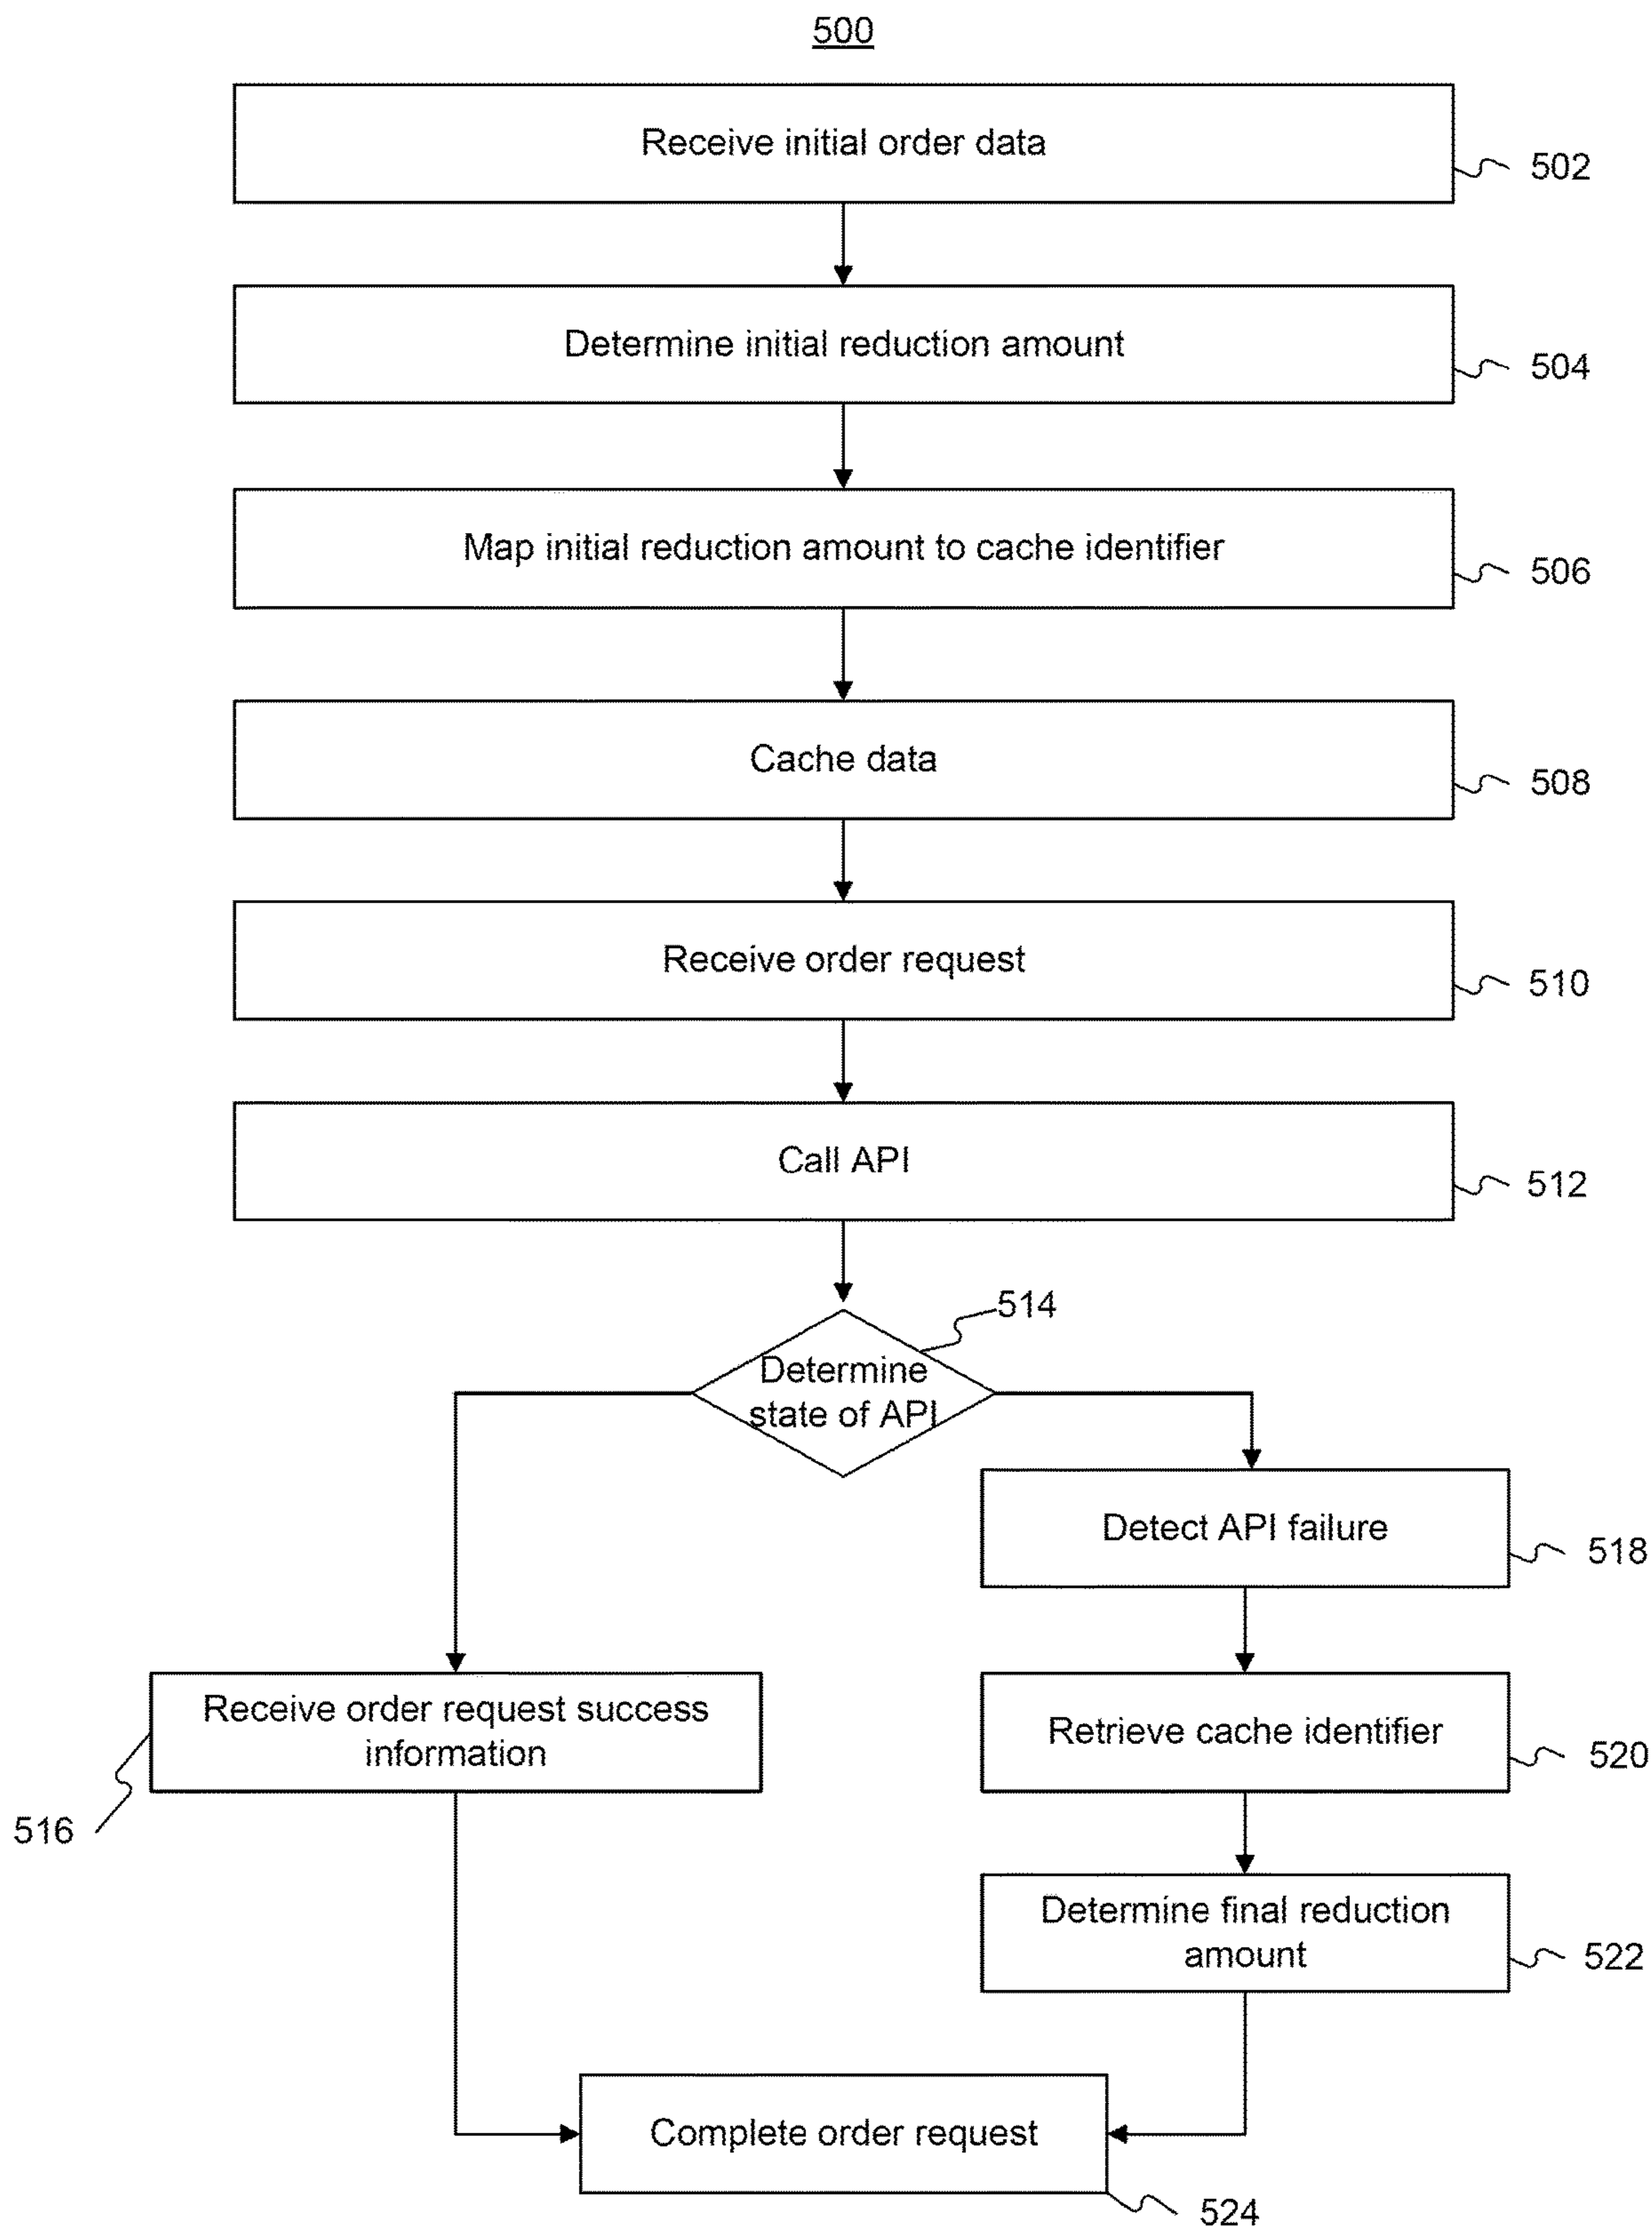 500
Receive initial order data
502
Determine initial reduction amount
504
Map initial reduction amount to cache identifier
506
Cache data
508
Receive order request
510
Call API
512
514
Determine
state of API
Detect API failure
518
Receive order request success
information
516
Retrieve cache identifier
520
Determine final reduction
amount
522
Complete order request
524